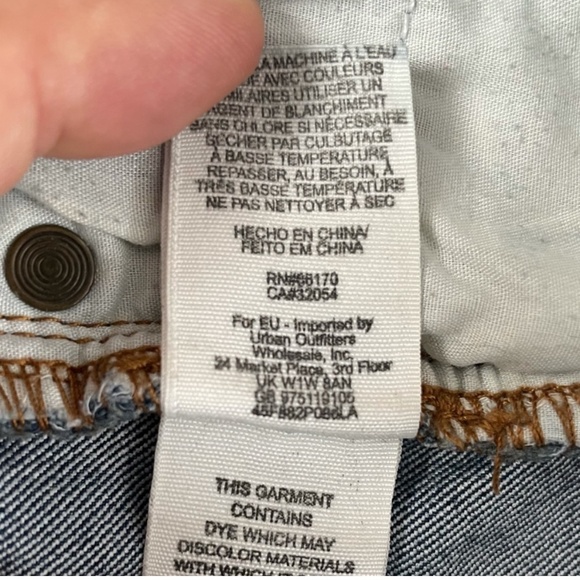 LA MACHINE À L'EAU
AVEC COULEURS
UTILISER UN
AGENT DE BLANCHIMENT
SANS CHLORE SI NÉCESSAIRE
SÉCHER PAR CULBUTAGE
À BASSE TEMPÉRATURE
REPASSER, AU BESOIN, À
TRÈS BASSE TEMPÉRATURE
NE PAS NETTOYER À SEC
HECHO EN CHINA/
FEITO EM CHINA
RN#66170
CA#32054
For EU - Imported by
Urban Outfitters
Wholesale, Inc.
24 Market Place, 3rd Floor
UK W1W 8AN
GB 975119105
THIS GARMENT
CONTAINS
DYE WHICH MAY
DISCOLOR MATERIALS
WITH WHICH